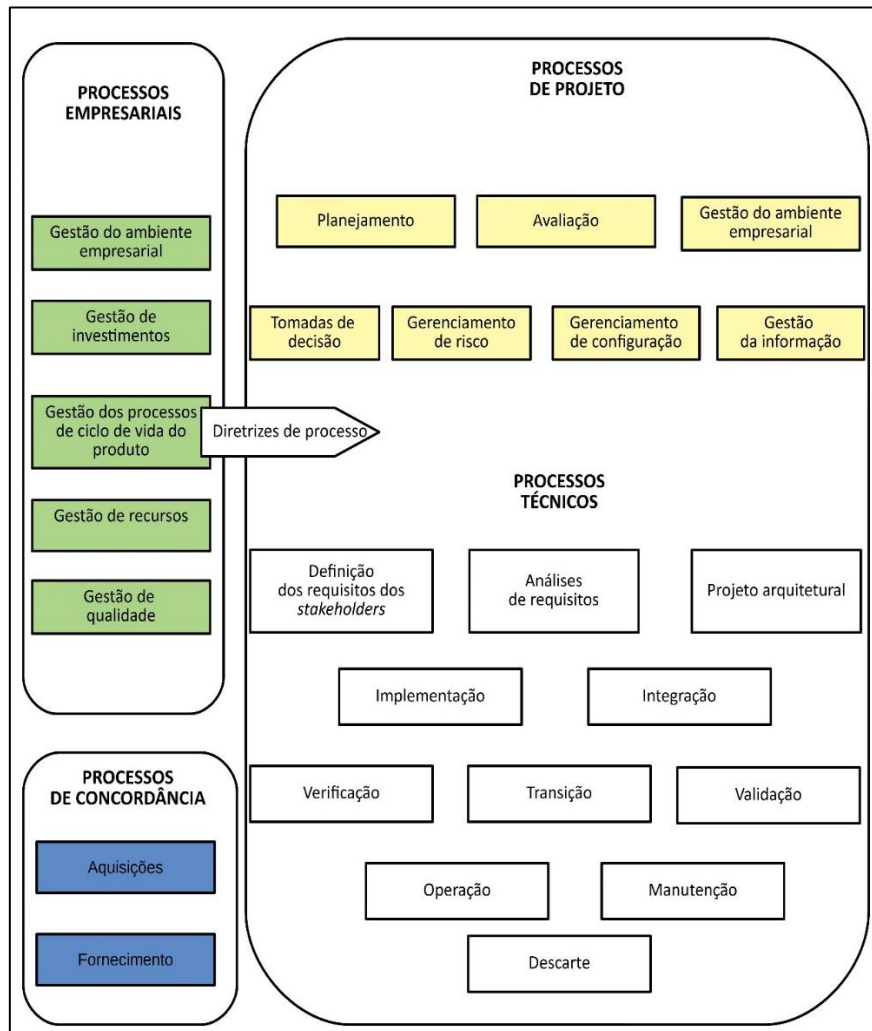 PROCESSOS
EMPRESARIAIS
Gestão do ambiente
empresarial
Gestão de
investimentos
Gestão dos processos
de ciclo de vida do
produto
Gestão de recursos
Gestão de
qualidade
Diretrizes de processo
PROCESSOS
DE CONCORDÂNCIA
Aquisições
Fornecimento
PROCESSOS
DE PROJETO
Planejamento
Avaliação
Gestão do ambiente
empresarial
Tomadas de
decisão
Gerenciamento
de risco
Gerenciamento
de configuração
Gestão
da informação
PROCESSOS
TÉCNICOS
Definição
dos requisitos dos
stakeholders
Análises
de requisitos
Projeto arquitetural
Implementação
Integração
Verificação
Transição
Validação
Operação
Manutenção
Descarte